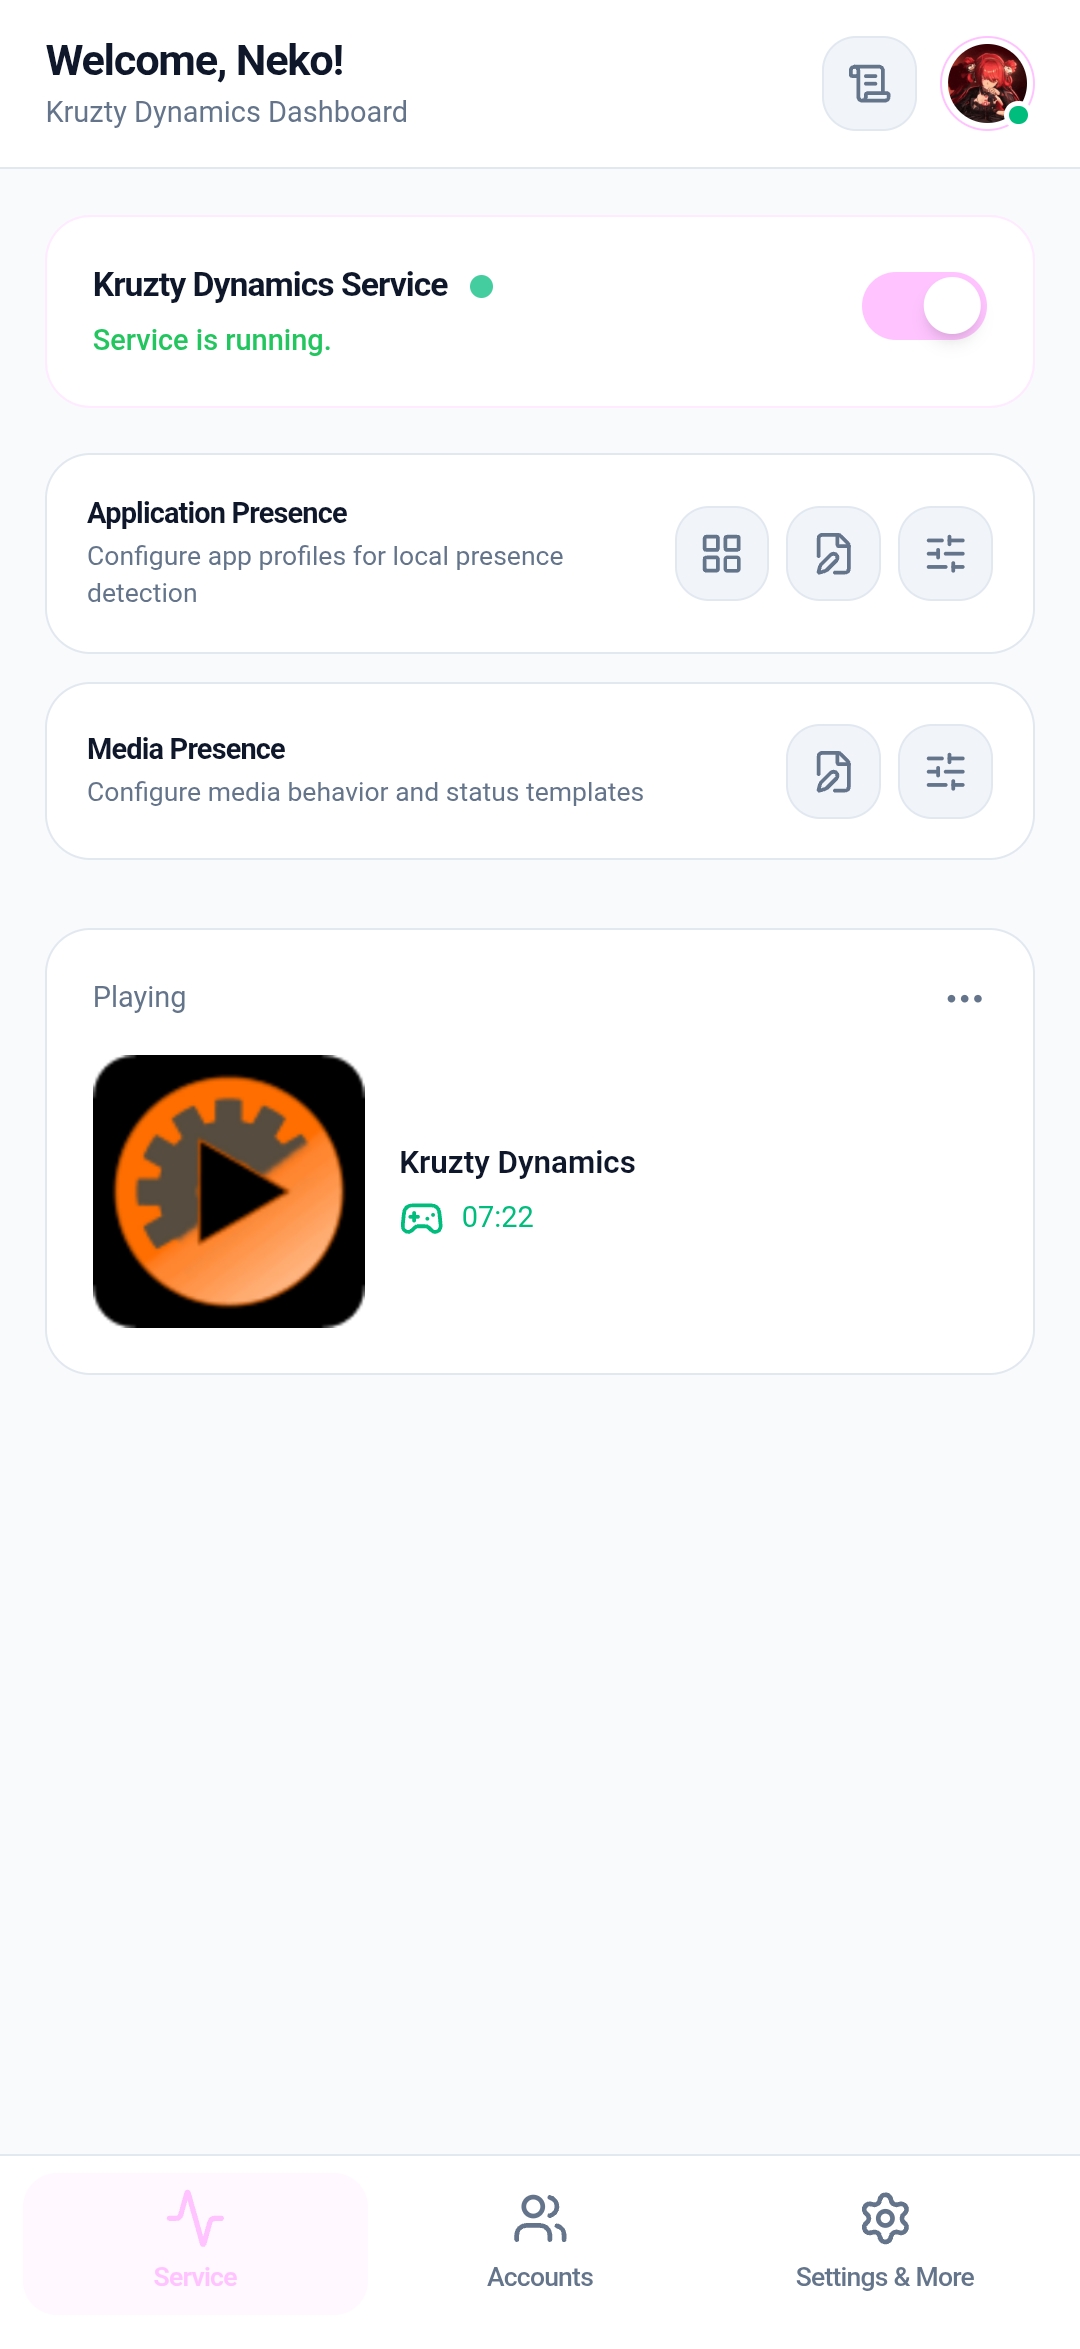 Welcome, Neko!
Kruzty Dynamics Dashboard
Kruzty Dynamics Service
Service is running.
Application Presence
Configure app profiles for local presence
detection
Media Presence
Configure media behavior and status templates
Playing
Kruzty Dynamics
07:22
Service
Accounts
Settings & More